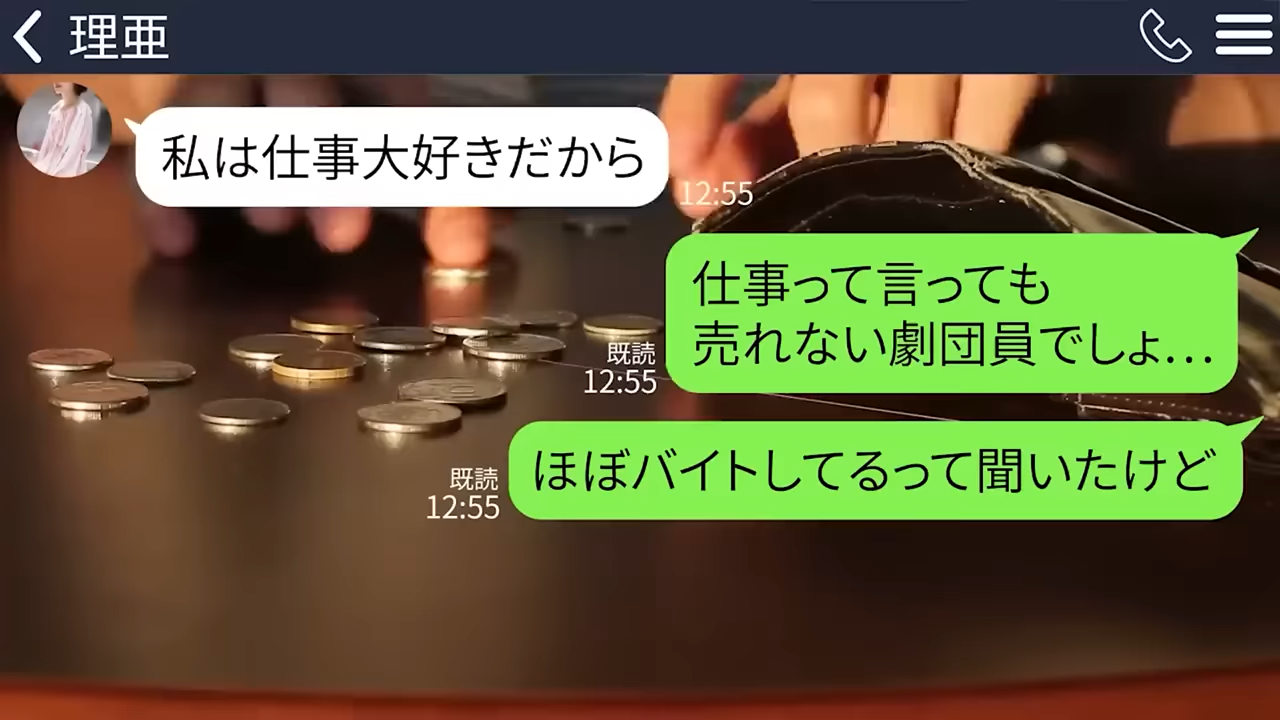 理亜
私は仕事大好きだから
12:55
仕事って言っても
売れない劇団員でしょ...
既読
12:55
ほぼバイトしてるって聞いたけど
既読
12:55